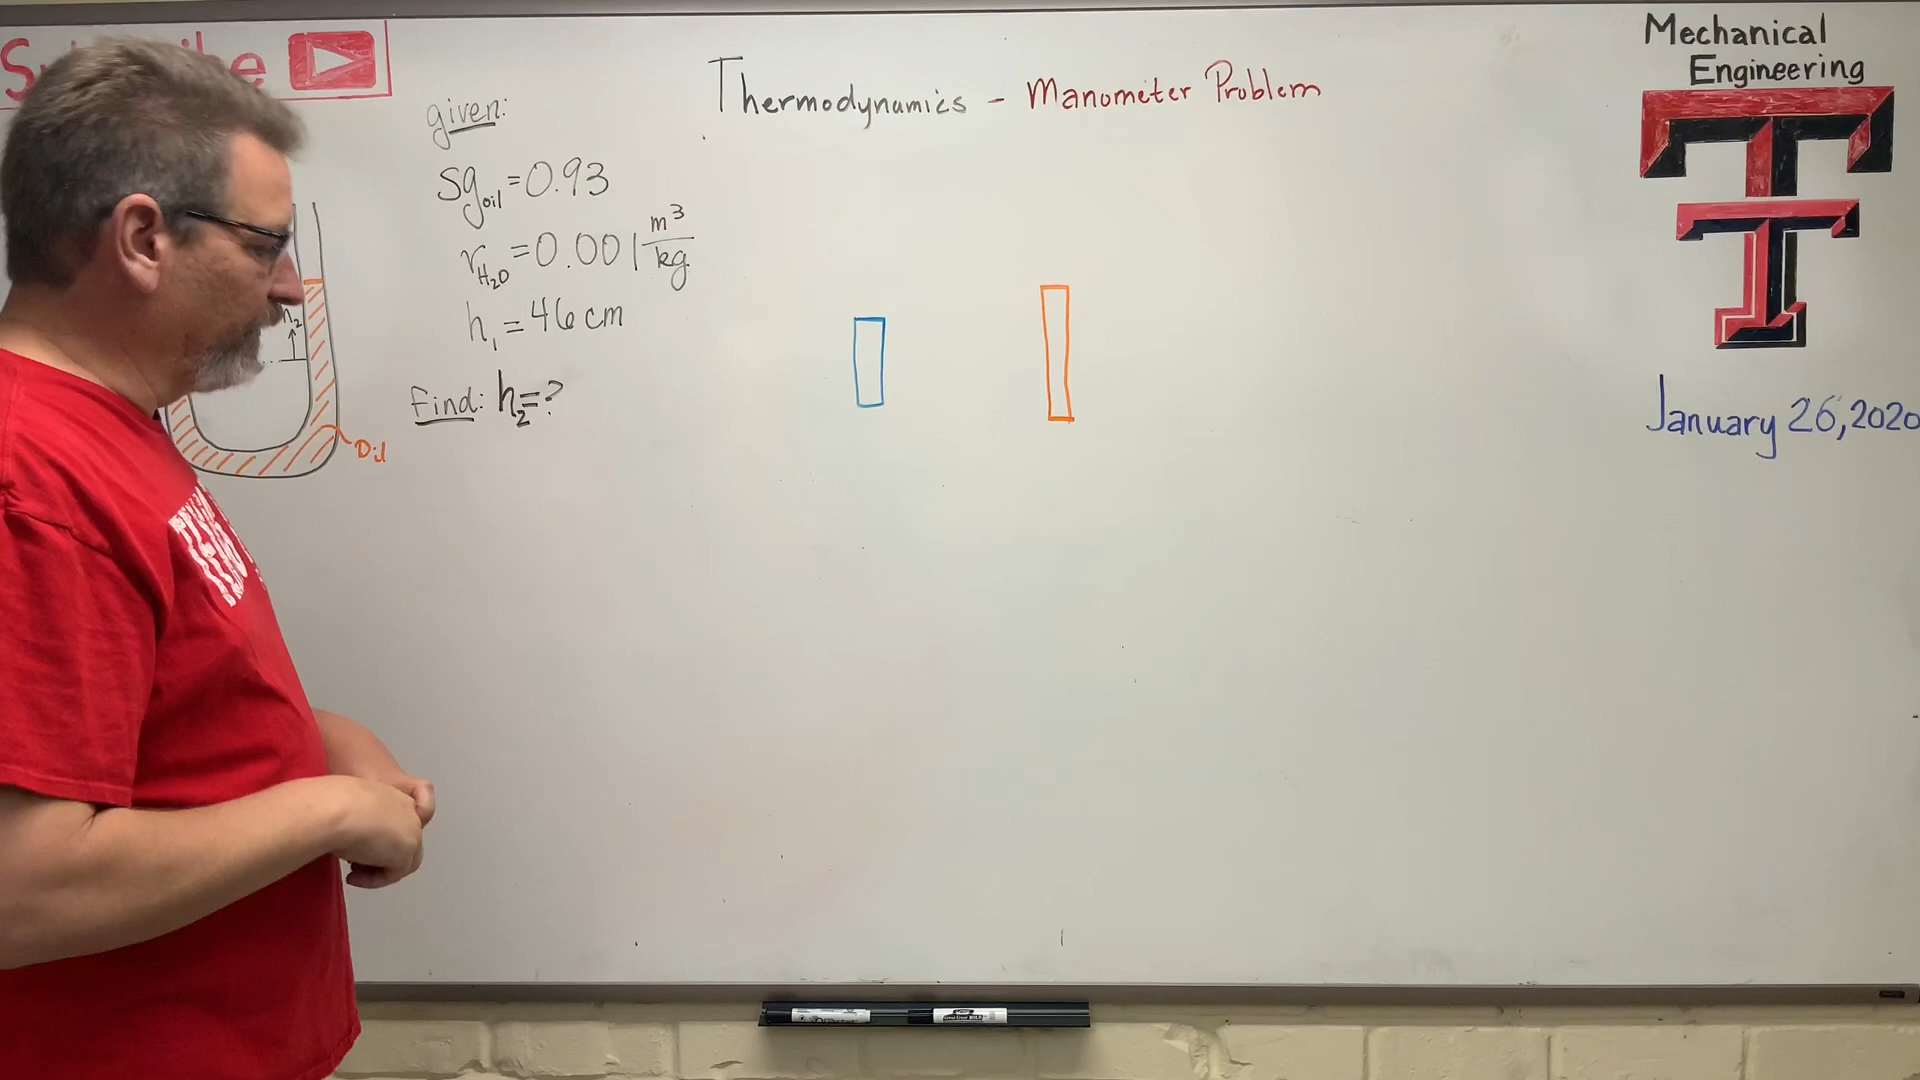 Thermodynamics - Manometer Problem
given:
sg oil = 0.93
v H2O = 0.001 m³/kg
h1 = 46 cm
find: h2 = ?
h2
Oil
Mechanical
Engineering
January 26, 2020